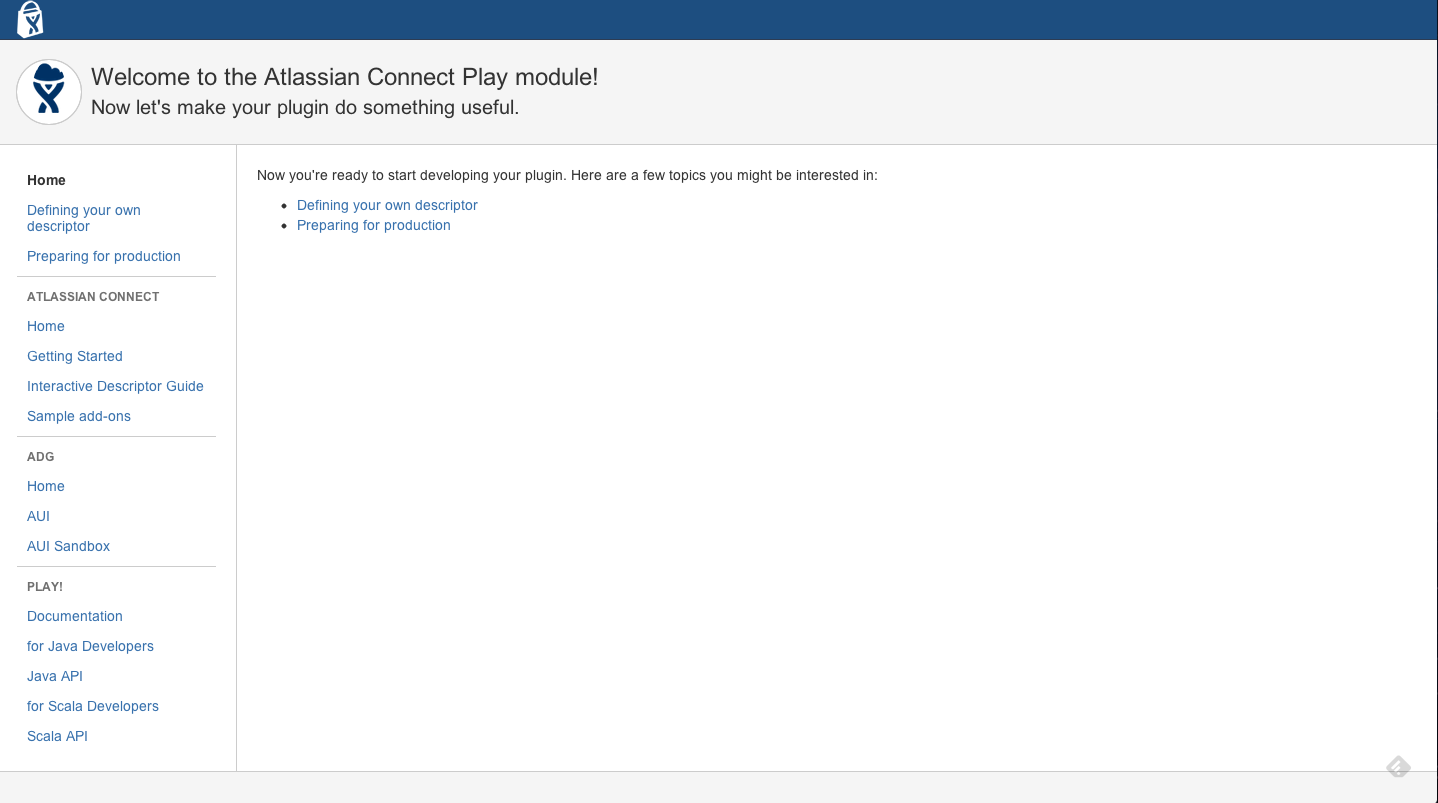 Welcome to the Atlassian Connect Play module!
Now let's make your plugin do something useful.
Home
Defining your own
descriptor
Preparing for production
ATLASSIAN CONNECT
Home
Getting Started
Interactive Descriptor Guide
Sample add-ons
ADG
Home
AUI
AUI Sandbox
PLAY!
Documentation
for Java Developers
Java API
for Scala Developers
Scala API
Now you're ready to start developing your plugin. Here are a few topics you might be interested in:
Defining your own descriptor
Preparing for production